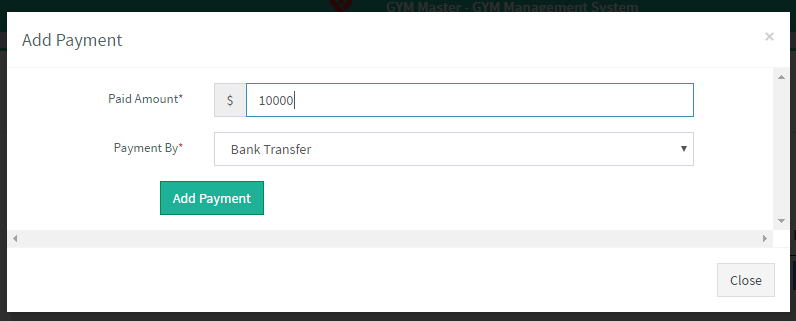 GYM Master - GYM Management System
Add Payment
×
Paid Amount*
$ 10000
Payment By*
Bank Transfer
Add Payment
Close